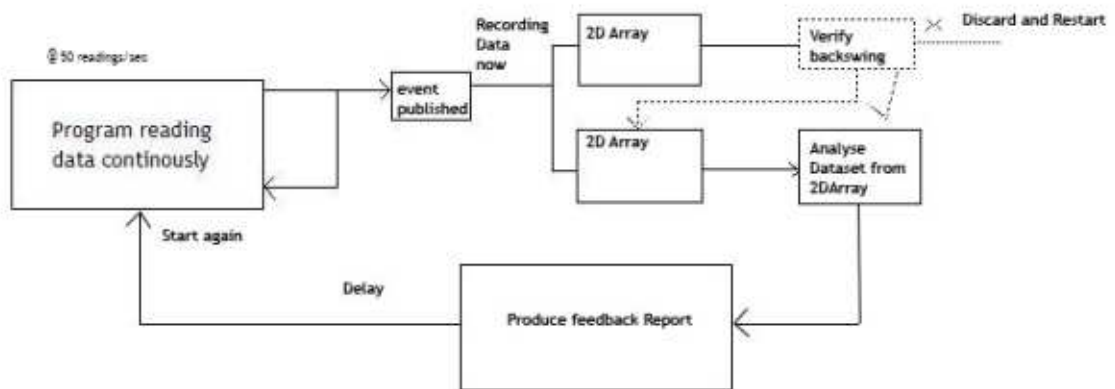 @ 50 readings/sec
Program reading
data continously
event
published
Recording
Data
now
2D Array
Verify
backswing
Discard and Restart
2D Array
Analyse
Dataset from
2DArray
Start again
Delay
Produce feedback Report